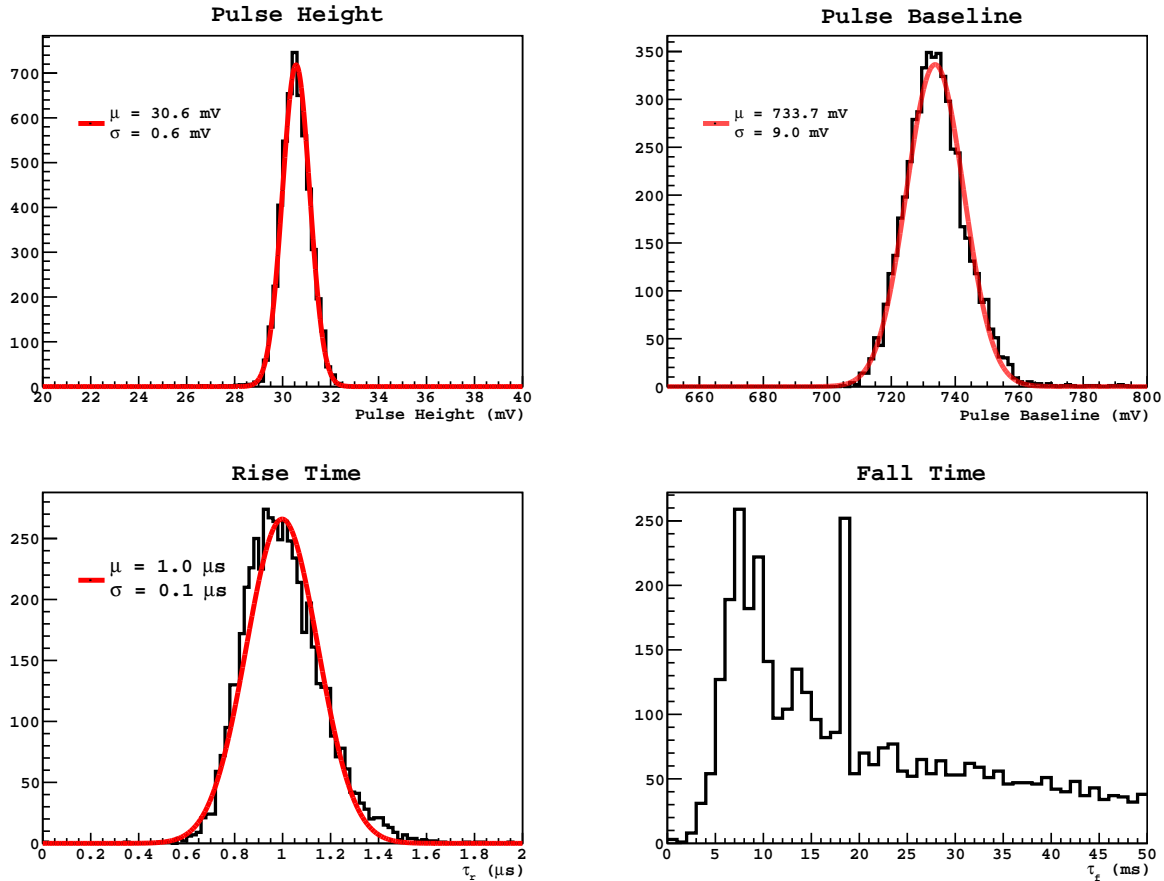 Pulse Height
700
600
500
400
300
200
100
0
μ = 30.6 mV
σ = 0.6 mV
20 22 24 26 28 30 32 34 36 38 40
Pulse Height (mV)
Pulse Baseline
350
300
250
200
150
100
50
0
μ = 733.7 mV
σ = 9.0 mV
660 680 700 720 740 760 780 800
Pulse Baseline (mV)
Rise Time
250
200
150
100
50
0
μ = 1.0 μs
σ = 0.1 μs
0 0.2 0.4 0.6 0.8 1 1.2 1.4 1.6 1.8 2
τr (μs)
Fall Time
250
200
150
100
50
0
0 5 10 15 20 25 30 35 40 45 50
τf (ms)